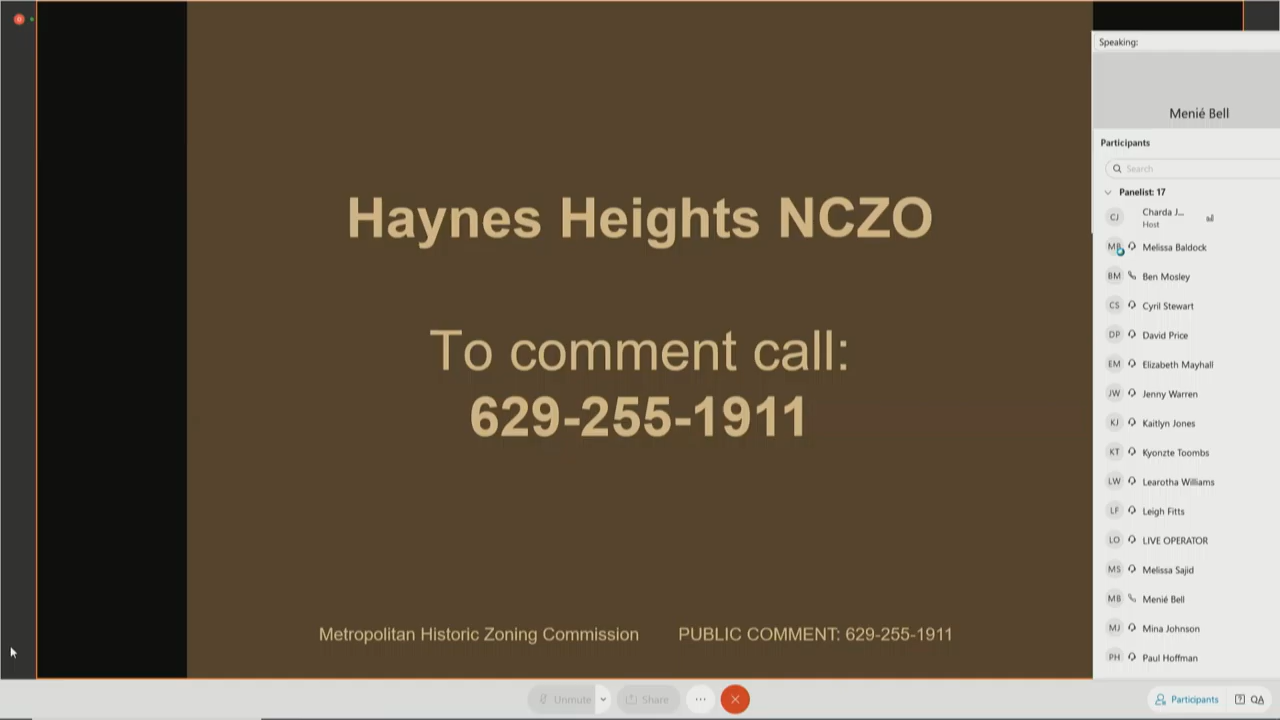 Haynes Heights NCZO
To comment call:
629-255-1911
Metropolitan Historic Zoning Commission PUBLIC COMMENT: 629-255-1911
Speaking:
Menié Bell
Participants
Search
Panelist: 17
CJ Charda J...
Host
MB Melissa Baldock
BM Ben Mosley
CS Cyril Stewart
DP David Price
EM Elizabeth Mayhall
JW Jenny Warren
KJ Kaitlyn Jones
KT Kyonzte Toombs
LW Learotha Williams
LF Leigh Fitts
LO LIVE OPERATOR
MS Melissa Sajid
MB Menié Bell
MJ Mina Johnson
PH Paul Hoffman
Unmute Share Participants QA